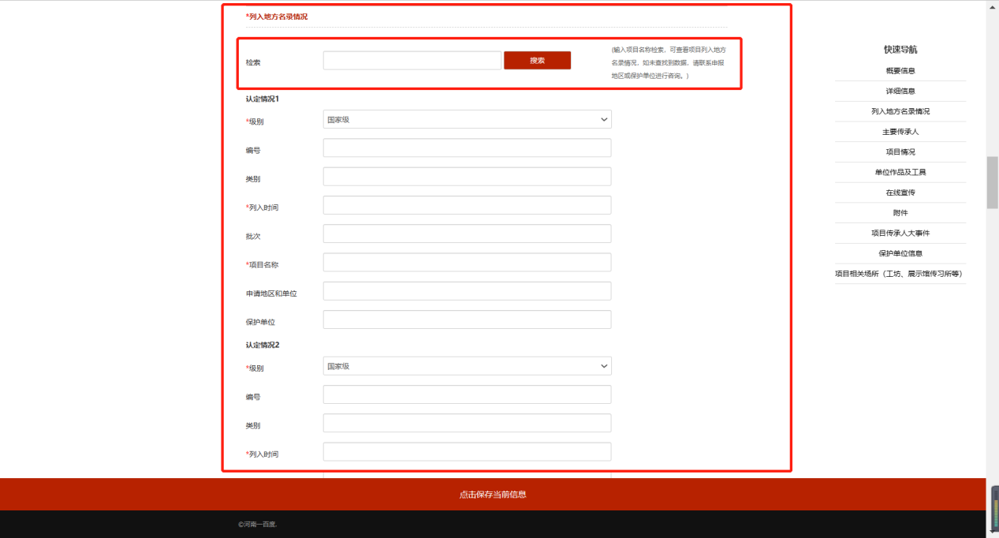 *列入地方名录情况
检索
搜索
(输入项目名称检索，可查看项目列入地方
名录情况，如未查找到数据，请联系申报
地区或保护单位进行咨询。)
认定情况1
*级别
国家级
编号
类别
*列入时间
批次
*项目名称
申请地区和单位
保护单位
认定情况2
*级别
国家级
编号
类别
*列入时间
快速导航
概要信息
详细信息
列入地方名录情况
主要传承人
项目情况
单位作品及工具
在线宣传
附件
项目传承人大事件
保护单位信息
项目相关场所（工坊、展示馆传习所等）
点击保存当前信息
©河南一百度.